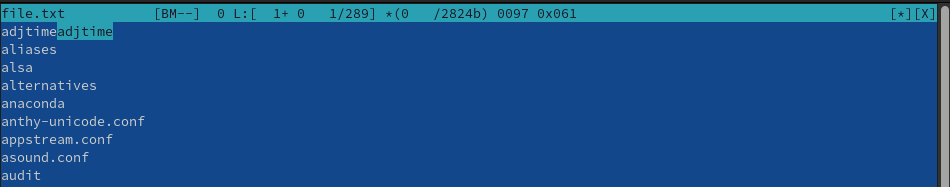 file.txt [BM--] 0 L:[ 1+ 0 1/289] *(0 /2824b) 0097 0x061 [*][X]
adjtimeadjtime
aliases
alsa
alternatives
anaconda
anthy-unicode.conf
appstream.conf
asound.conf
audit